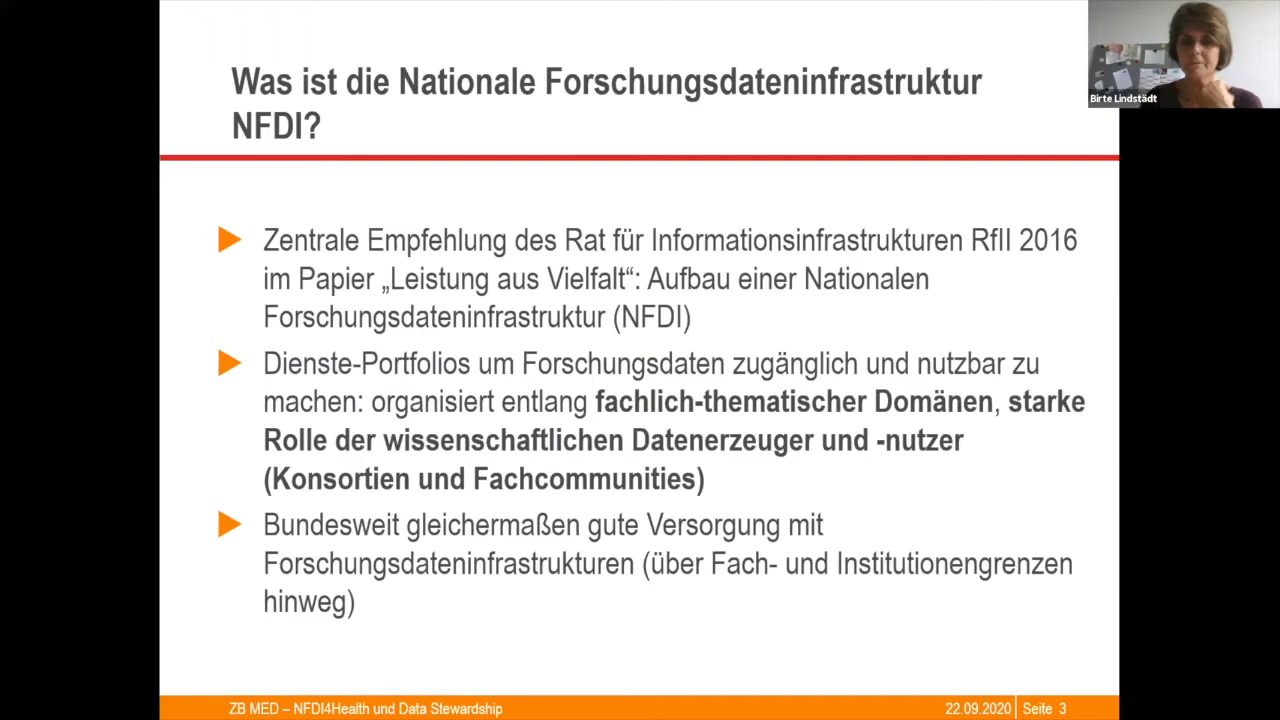 Was ist die Nationale Forschungsdateninfrastruktur
NFDI?
Birte Lindstädt
Zentrale Empfehlung des Rat für Informationsinfrastrukturen RfII 2016
im Papier „Leistung aus Vielfalt“: Aufbau einer Nationalen
Forschungsdateninfrastruktur (NFDI)
Dienste-Portfolios um Forschungsdaten zugänglich und nutzbar zu
machen: organisiert entlang fachlich-thematischer Domänen, starke
Rolle der wissenschaftlichen Datenerzeuger und -nutzer
(Konsortien und Fachcommunities)
Bundesweit gleichermaßen gute Versorgung mit
Forschungsdateninfrastrukturen (über Fach- und Institutionengrenzen
hinweg)
ZB MED – NFDI4Health und Data Stewardship
22.09.2020 Seite 3